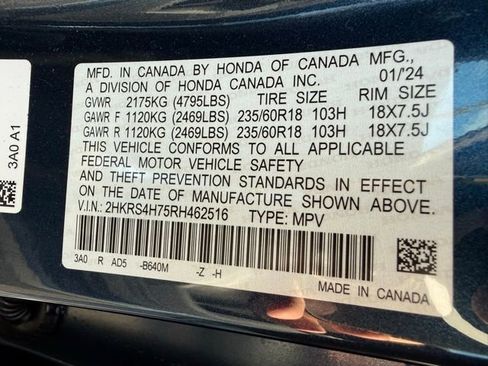 MFD. IN CANADA BY HONDA OF CANADA MFG.,
A DIVISION OF HONDA CANADA INC. 01/'24
GVWR 2175KG (4795LBS) TIRE SIZE RIM SIZE
GAWR F 1120KG (2469LBS) 235/60R18 103H 18X7.5J
GAWR R 1120KG (2469LBS) 235/60R18 103H 18X7.5J
THIS VEHICLE CONFORMS TO ALL APPLICABLE
FEDERAL MOTOR VEHICLE SAFETY
AND THEFT PREVENTION STANDARDS IN EFFECT
ON THE DATE OF MANUFACTURE SHOWN ABOVE.
V.I.N.: 2HKRS4H75RH462516 TYPE: MPV
3A0 R AD5 -B640M -Z -H
MADE IN CANADA
3A0 A1